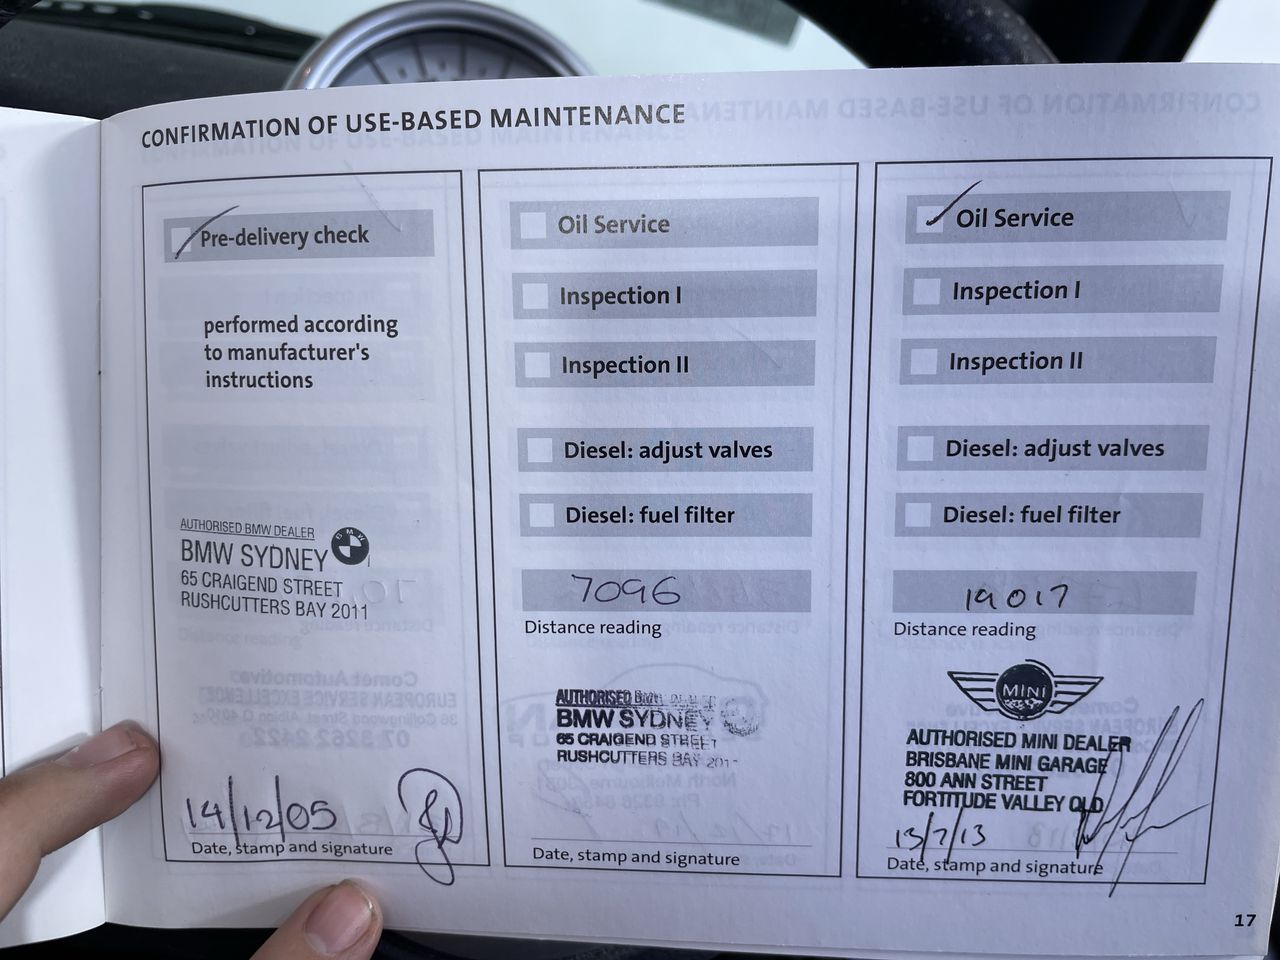 CONFIRMATION OF USE-BASED MAINTENANCE
Pre-delivery check
performed according
to manufacturer's
instructions
AUTHORISED BMW DEALER
BMW SYDNEY
BMW
65 CRAIGEND STREET
RUSHCUTTERS BAY 2011
14/12/05
Date, stamp and signature
Oil Service
Inspection I
Inspection II
Diesel: adjust valves
Diesel: fuel filter
7096
Distance reading
AUTHORISED BMW DEALER
BMW SYDNEY
65 CRAIGEND STREET
RUSHCUTTERS BAY 2011
Date, stamp and signature
Oil Service
Inspection I
Inspection II
Diesel: adjust valves
Diesel: fuel filter
19017
Distance reading
MINI
AUTHORISED MINI DEALER
BRISBANE MINI GARAGE
800 ANN STREET
FORTITUDE VALLEY QLD
13/7/13
Date, stamp and signature
17